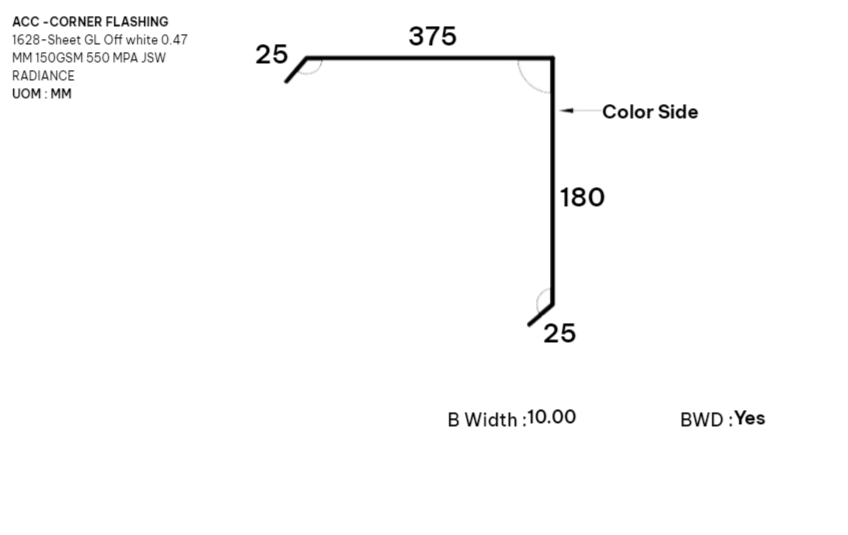 ACC -CORNER FLASHING
1628-Sheet GL Off white 0.47
MM 150GSM 550 MPA JSW
RADIANCE
UOM : MM
375
25
Color Side
180
25
B Width :10.00
BWD :Yes